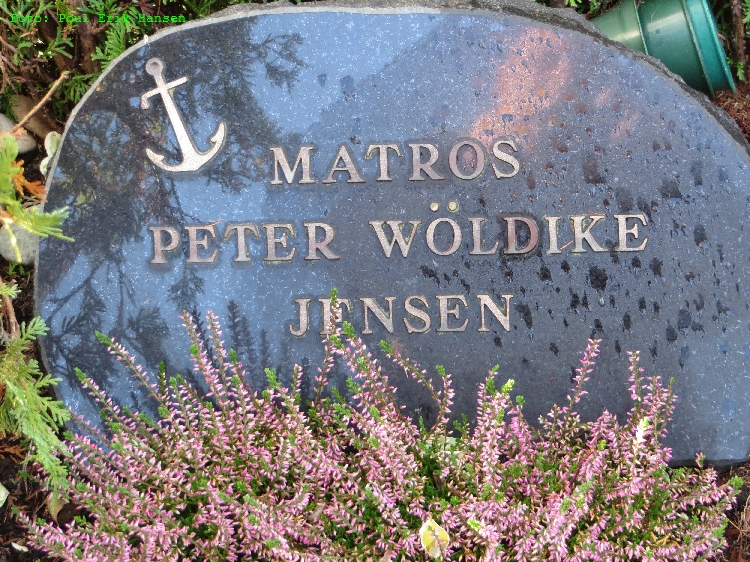 Foto: Poul Erik Hansen
MATROS
PETER WÖLDIKE
JENSEN